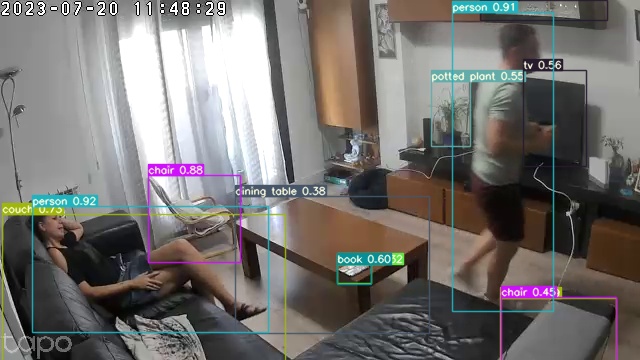 2023-07-20 11:48:29
person 0.91
tv 0.56
potted plant 0.55
chair 0.88
dining table 0.38
person 0.92
couch 0.73
book 0.60
chair 0.45
tapo